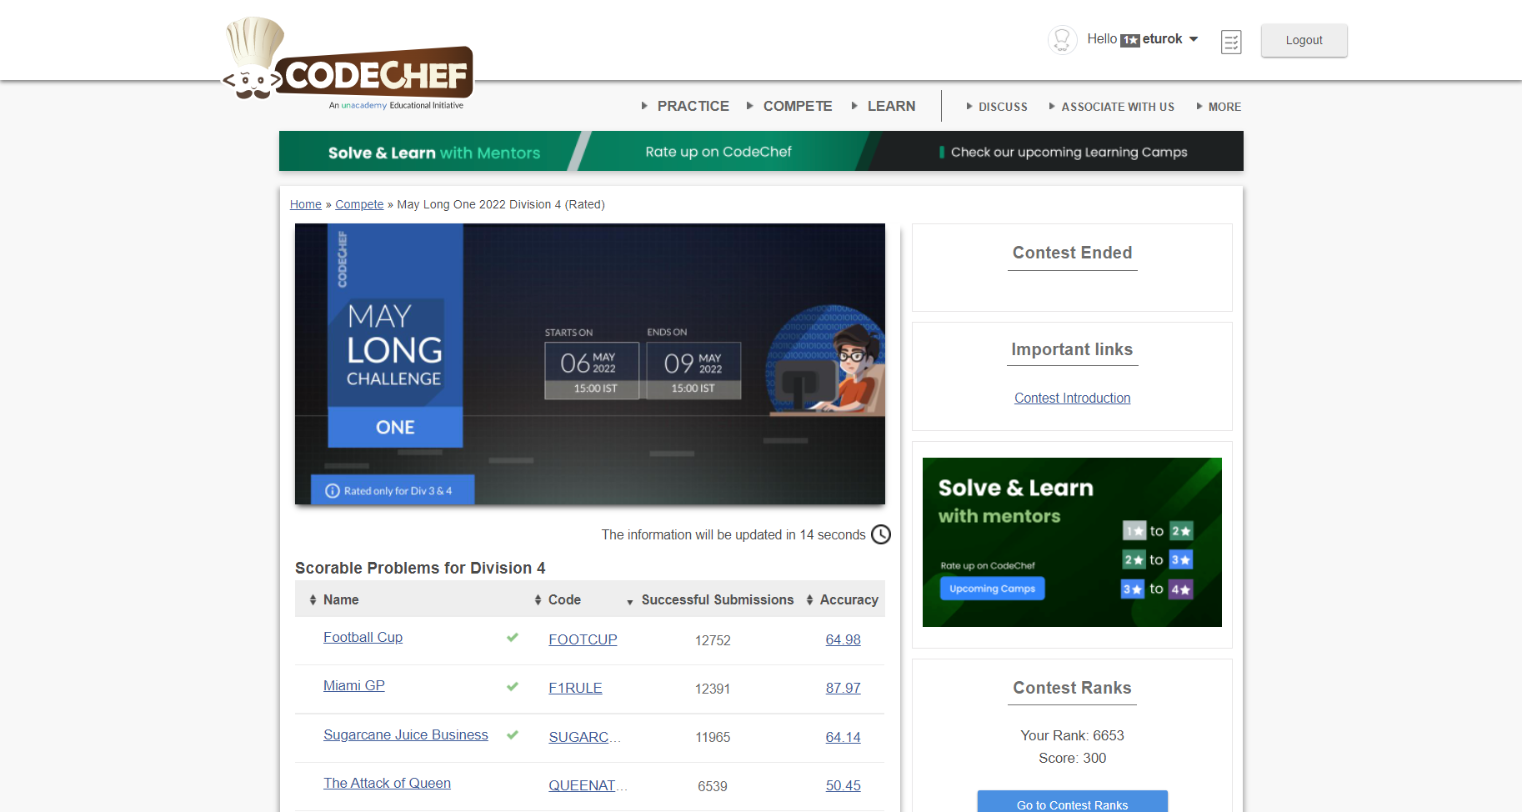 Hello 1★ eturok
Logout
CODECHEF
An unacademy Educational Initiative
PRACTICE COMPETE LEARN DISCUSS ASSOCIATE WITH US MORE
Solve & Learn with Mentors Rate up on CodeChef Check our upcoming Learning Camps
Home » Compete » May Long One 2022 Division 4 (Rated)
CODECHEF
MAY
LONG
CHALLENGE
ONE
STARTS ON ENDS ON
06 MAY 2022 09 MAY 2022
15:00 IST 15:00 IST
Rated only for Div 3 & 4
The information will be updated in 14 seconds
Scorable Problems for Division 4
Name Code Successful Submissions Accuracy
Football Cup FOOTCUP 12752 64.98
Miami GP F1RULE 12391 87.97
Sugarcane Juice Business SUGARC... 11965 64.14
The Attack of Queen QUEENAT... 6539 50.45
Contest Ended
Important links
Contest Introduction
Solve & Learn
with mentors
1★ to 2★
2★ to 3★
3★ to 4★
Rate up on CodeChef
Upcoming Camps
Contest Ranks
Your Rank: 6653
Score: 300
Go to Contest Ranks